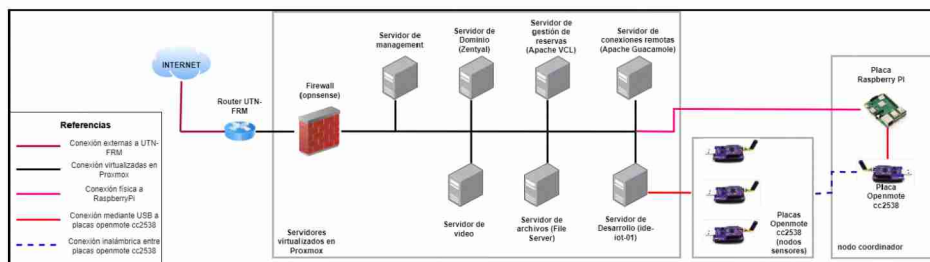 INTERNET
Router UTN-
FRM
Firewall
(opnsense)
Servidor de
management
Servidor de
Dominio
(Zentyal)
Servidor de
gestión de
reservas
(Apache VCL)
Servidor de
conexiones remotas
(Apache Guacamole)
Placa
Raspberry PI
Referencias
Conexión externas a UTN-
FRM
Conexión virtualizadas en
Proxmox
Conexión física a
RaspberryPi
Conexión mediante USB a
placas openmote cc2538
Conexión inalámbrica entre
placas openmote cc2538
Servidores
virtualizados en
Proxmox
Servidor de
video
Servidor de
archivos (File
Server)
Servidor de
Desarrollo (ide-
iot-01)
Placas
Openmote
cc2538
(nodos
sensores)
Placa
Openmote
cc2538
nodo coordinador